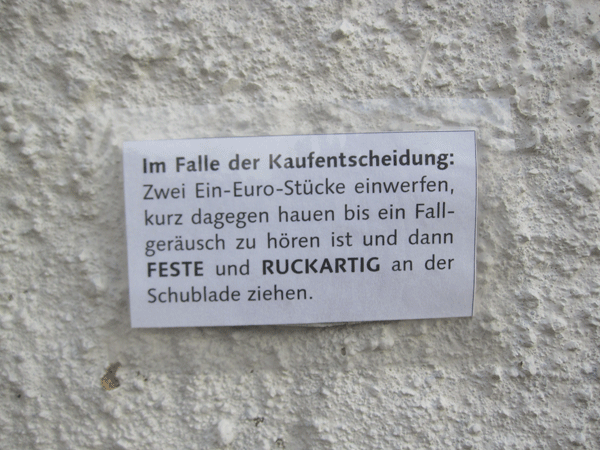 Im Falle der Kaufentscheidung:
Zwei Ein-Euro-Stücke einwerfen,
kurz dagegen hauen bis ein Fall-
geräusch zu hören ist und dann
FESTE und RUCKARTIG an der
Schublade ziehen.